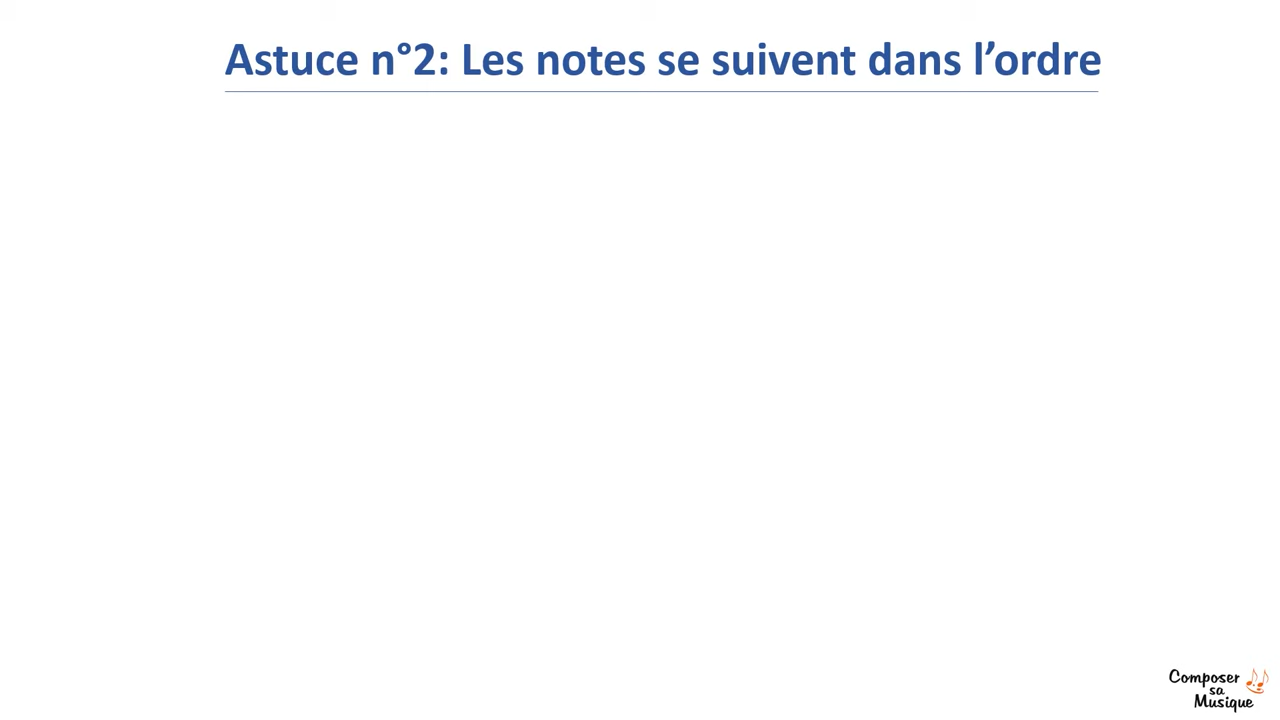 Astuce n°2: Les notes se suivent dans l’ordre
Composer
sa
Musique